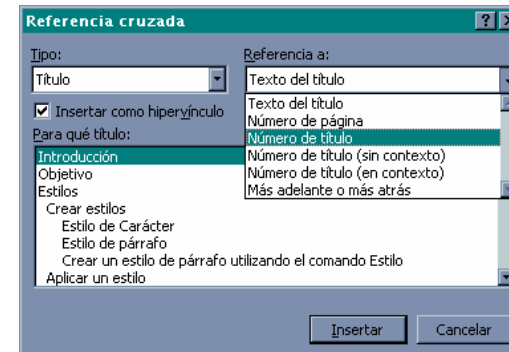 Referencia cruzada
Tipo: Referencia a:
Título Texto del título
Insertar como hipervínculo
Texto del título
Número de página
Número de título
Número de título (sin contexto)
Número de título (en contexto)
Más adelante o más atrás
Para qué título:
Introducción
Objetivo
Estilos
Crear estilos
Estilo de Carácter
Estilo de párrafo
Crear un estilo de párrafo utilizando el comando Estilo
Aplicar un estilo
Insertar Cancelar